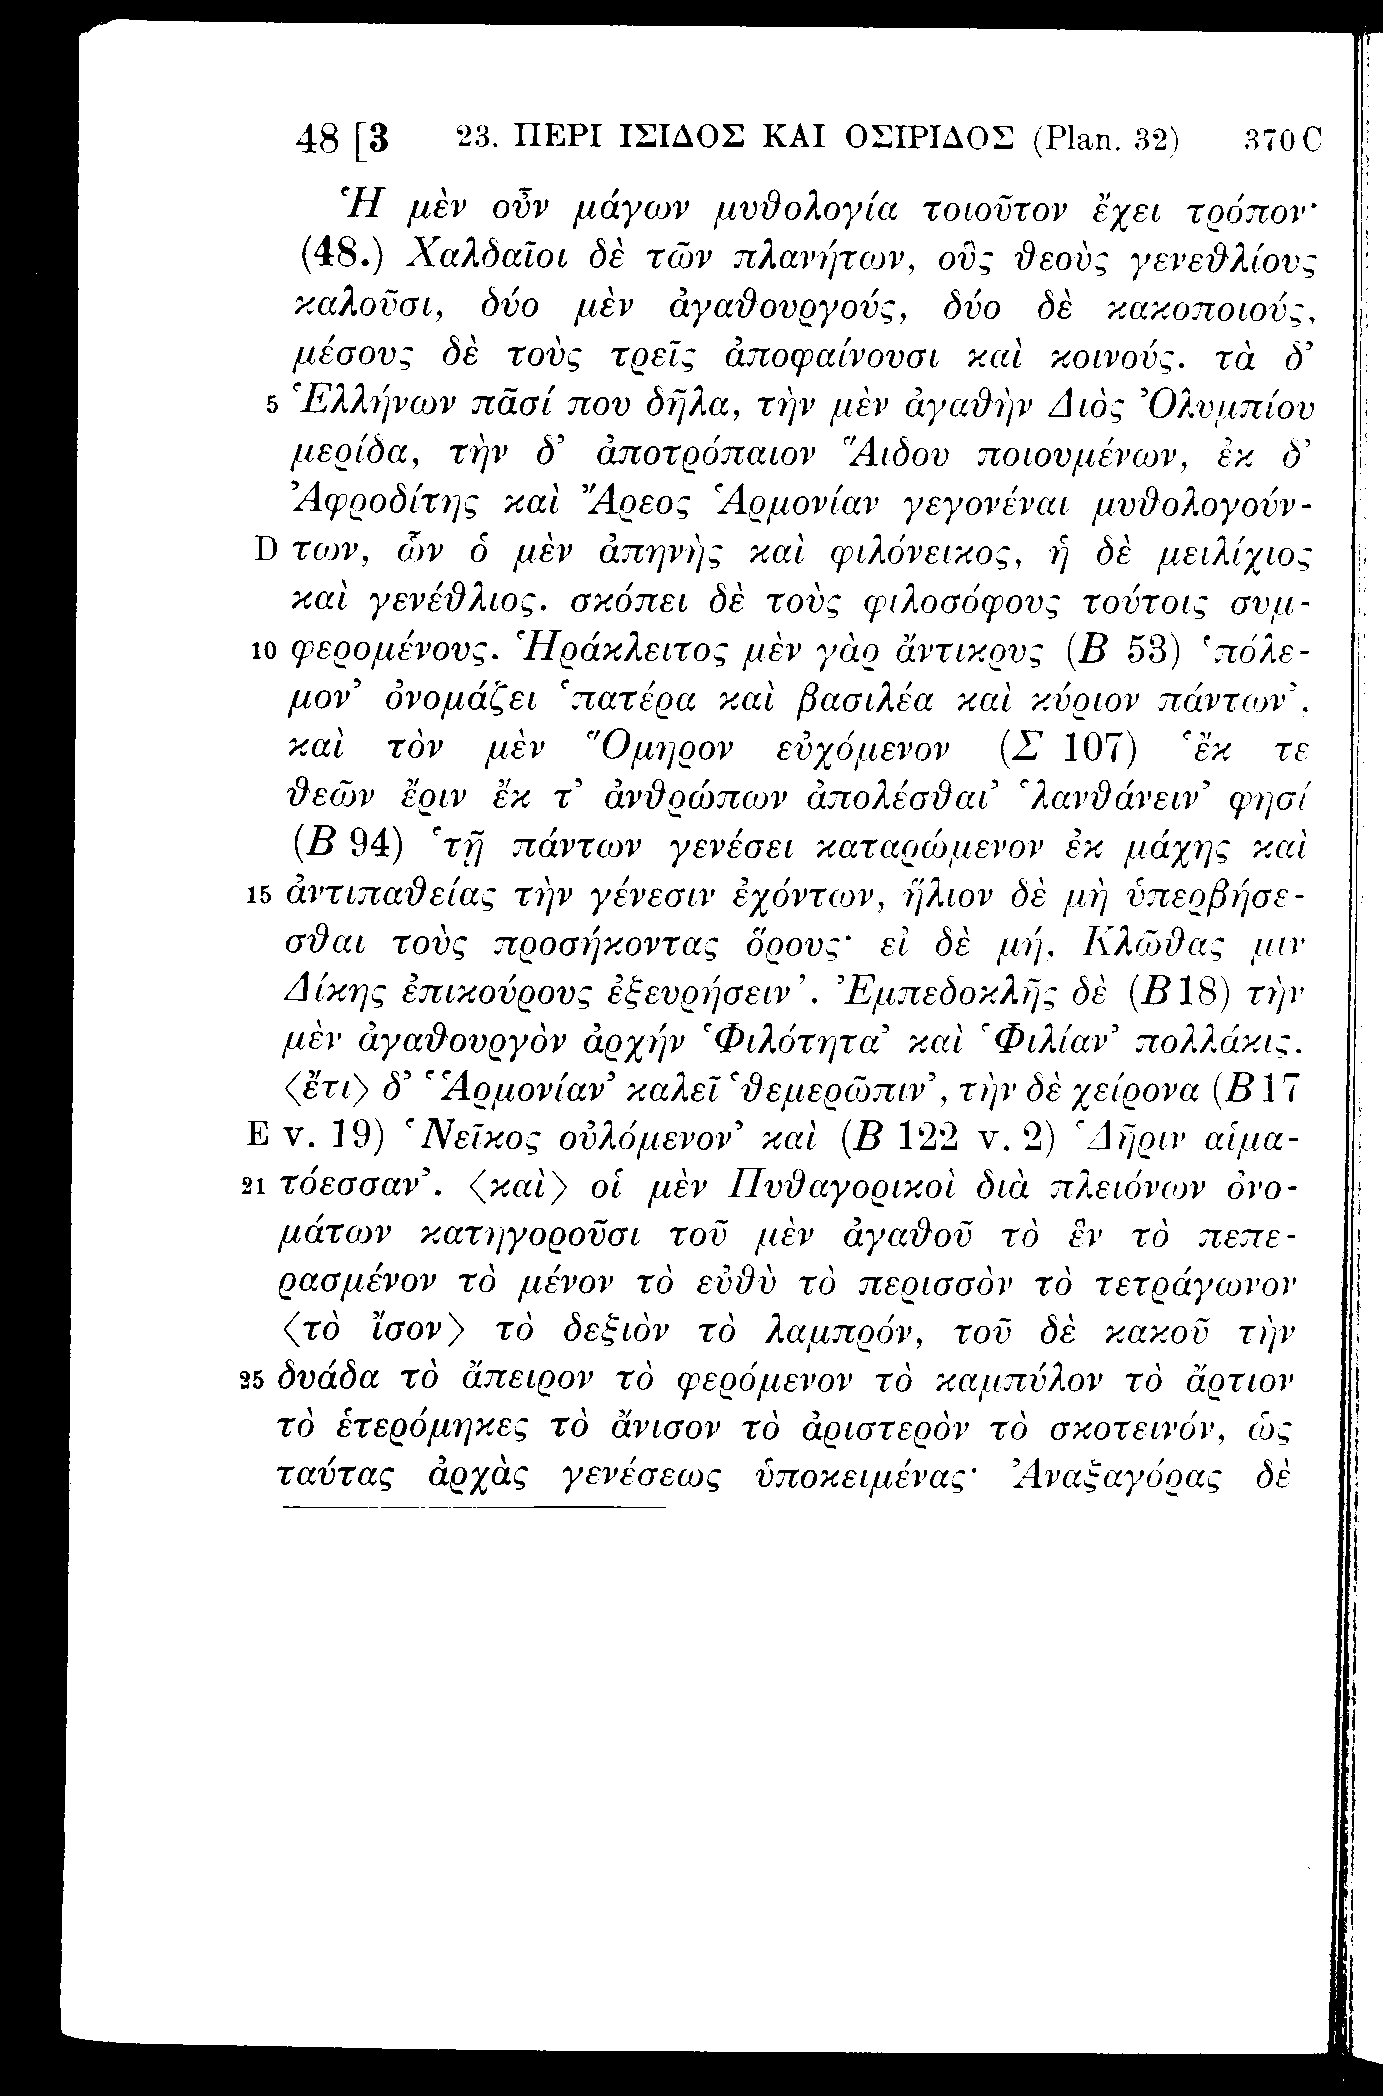 48 [3 23. ΠΕΡΙ ΙΣΙΔΟΣ ΚΑΙ ΟΣΙΡΙΔΟΣ (Plan. 32) 370 C
Ἡ μὲν οὖν μάγων μυθολογία τοιοῦτον ἔχει τρόπον·
(48.) Χαλδαῖοι δὲ τῶν πλανήτων, οὓς θεοὺς γενεθλίους
καλοῦσι, δύο μὲν ἀγαθουργούς, δύο δὲ κακοποιούς,
μέσους δὲ τοὺς τρεῖς ἀποφαίνουσι καὶ κοινούς. τὰ δ’
5 Ἑλλήνων πᾶσί που δῆλα, τὴν μὲν ἀγαθὴν Διὸς Ὀλυμπίου
μερίδα, τὴν δ’ ἀποτρόπαιον Ἅιδου ποιουμένων, ἐκ δ’
Ἀφροδίτης καὶ Ἄρεος Ἁρμονίαν γεγονέναι μυθολογούν-
D των, ὧν ὁ μὲν ἀπηνὴς καὶ φιλόνεικος, ἡ δὲ μειλίχιος
καὶ γενέθλιος. σκόπει δὲ τοὺς φιλοσόφους τούτοις συμ-
10 φερομένους. Ἡράκλειτος μὲν γὰρ ἄντικρυς (B 53) ‘πόλε-
μον’ ὀνομάζει ‘πατέρα καὶ βασιλέα καὶ κύριον πάντων’,
καὶ τὸν μὲν Ὅμηρον εὐχόμενον (Σ 107) ‘ἔκ τε
θεῶν ἔριν ἔκ τ’ ἀνθρώπων ἀπολέσθαι’ ‘λανθάνειν’ φησί
(B 94) ‘τῇ πάντων γενέσει καταρώμενον ἐκ μάχης καὶ
15 ἀντιπαθείας τὴν γένεσιν ἐχόντων, ἥλιον δὲ μὴ ὑπερβήσε-
σθαι τοὺς προσήκοντας ὅρους· εἰ δὲ μή, Κλῶθας μιν
Δίκης ἐπικούρους ἐξευρήσειν’. Ἐμπεδοκλῆς δὲ (B 18) τὴν
μὲν ἀγαθουργὸν ἀρχήν ‘Φιλότητα’ καὶ ‘Φιλίαν’ πολλάκις,
〈ἔτι〉 δ’ ‘Ἁρμονίαν’ καλεῖ ‘θεμερῶπιν’, τὴν δὲ χείρονα (B 17
E v. 19) ‘Νεῖκος οὐλόμενον’ καὶ (B 122 v. 2) ‘Δῆριν αἱμα-
21 τόεσσαν’. 〈καὶ〉 οἱ μὲν Πυθαγορικοὶ διὰ πλειόνων ὀνο-
μάτων κατηγοροῦσι τοῦ μὲν ἀγαθοῦ τὸ ἓν τὸ πεπε-
ρασμένον τὸ μένον τὸ εὐθὺ τὸ περισσὸν τὸ τετράγωνον
〈τὸ ἴσον〉 τὸ δεξιὸν τὸ λαμπρόν, τοῦ δὲ κακοῦ τὴν
25 δυάδα τὸ ἄπειρον τὸ φερόμενον τὸ καμπύλον τὸ ἄρτιον
τὸ ἑτερόμηκες τὸ ἄνισον τὸ ἀριστερὸν τὸ σκοτεινόν, ὡς
ταύτας ἀρχὰς γενέσεως ὑποκειμένας· Ἀναξαγόρας δὲ